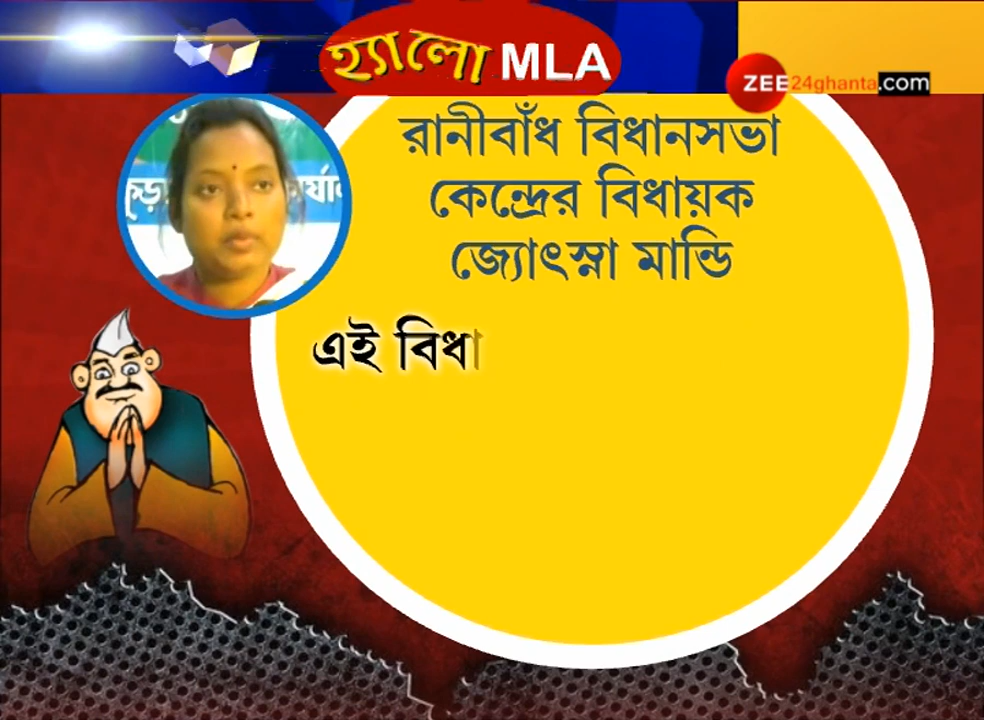 হ্যালো MLA
ZEE24ghanta.com
রানীবাঁধ বিধানসভা
কেন্দ্রের বিধায়ক
জ্যোৎস্না মান্ডি
এই বিধা